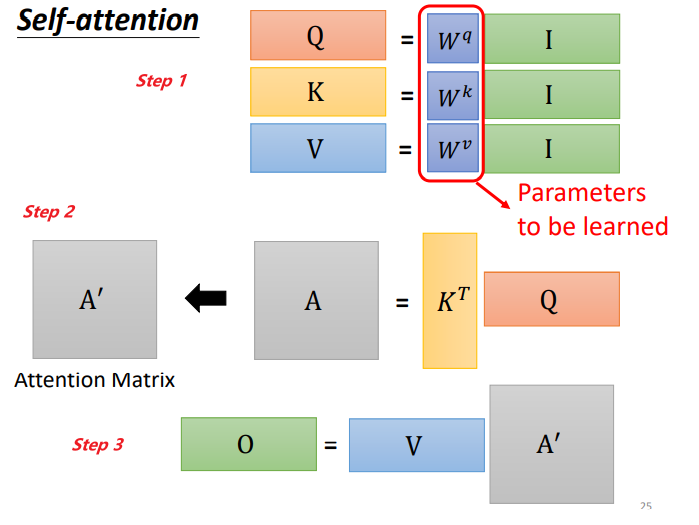 Self-attention
Q = W^q I
Step 1
K = W^k I
V = W^v I
Parameters
to be learned
Step 2
A′ A = K^T Q
Attention Matrix
Step 3
O = V A′
25